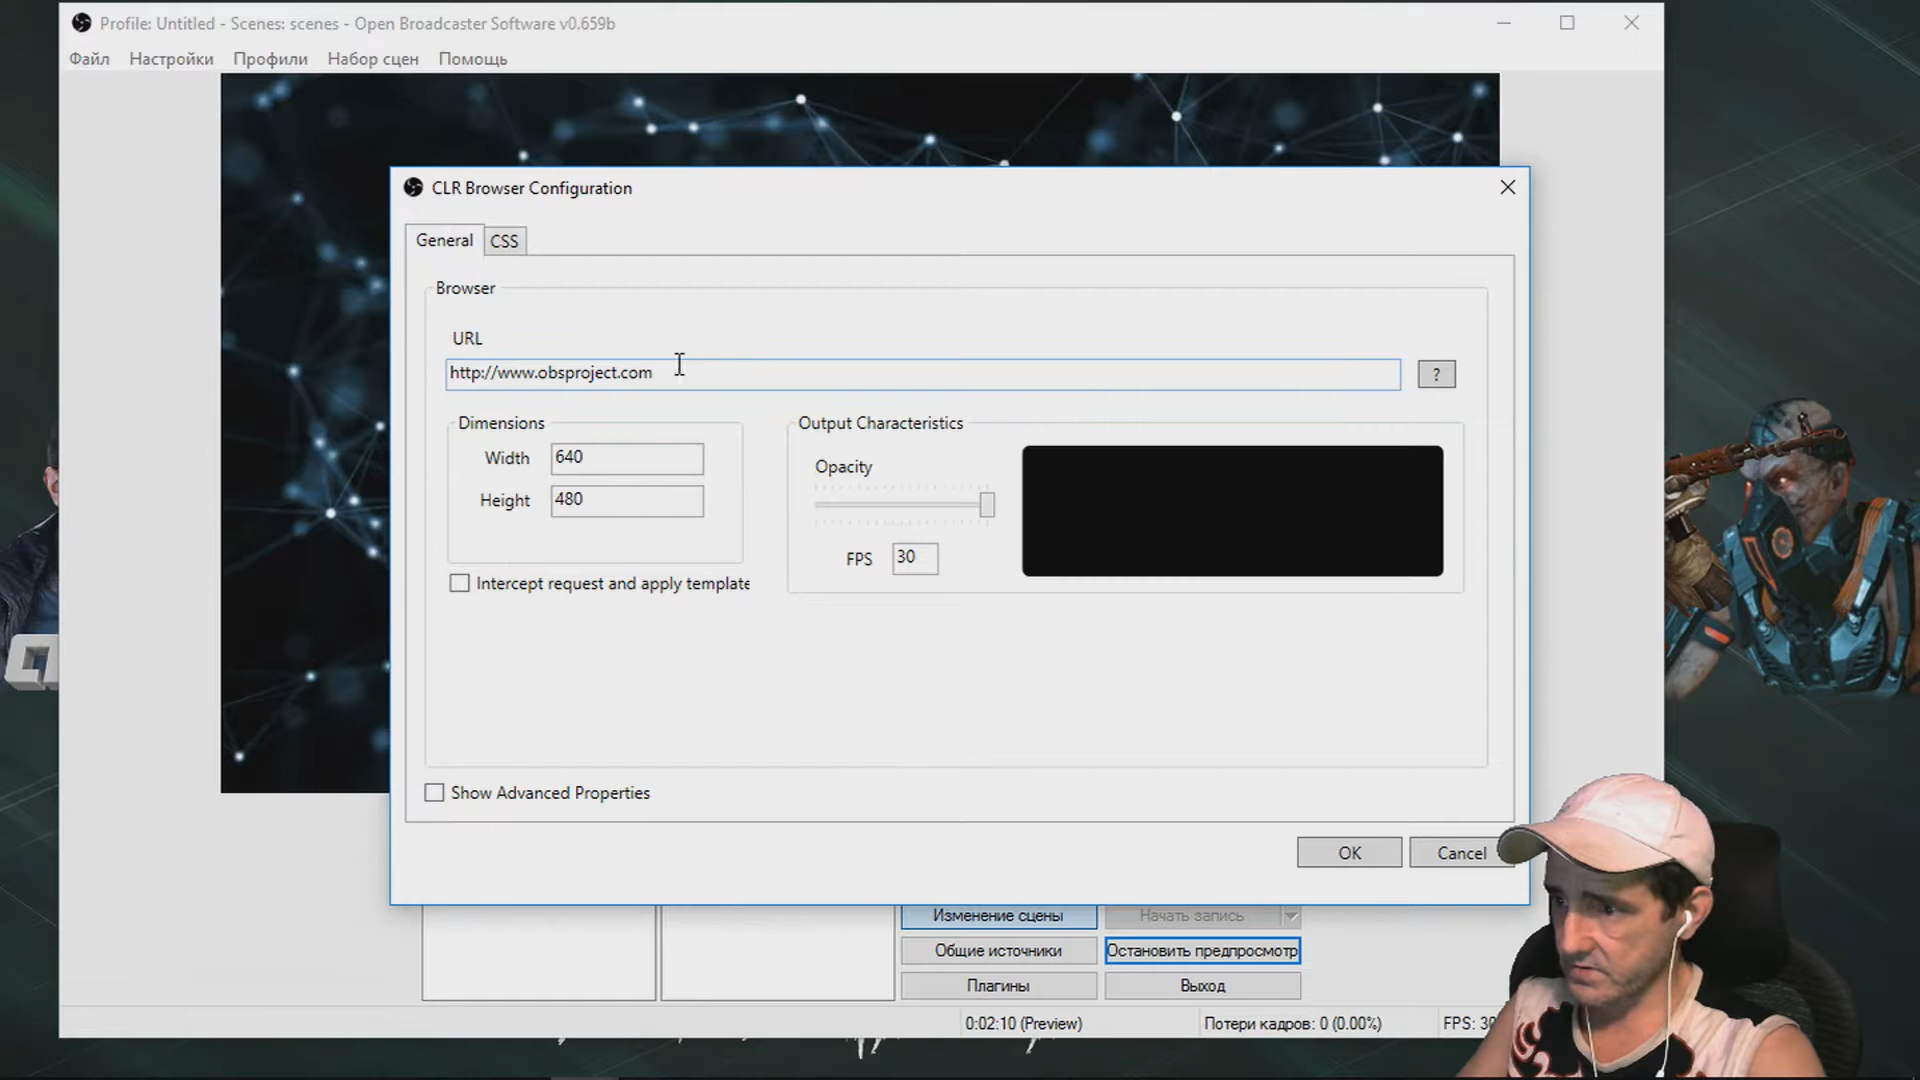 Profile: Untitled - Scenes: scenes - Open Broadcaster Software v0.659b
Файл Настройки Профили Набор сцен Помощь
CLR Browser Configuration
General CSS
Browser
URL
http://www.obsproject.com
?
Dimensions
Width 640
Height 480
Output Characteristics
Opacity
FPS 30
Intercept request and apply template
Show Advanced Properties
OK Cancel
Изменение сцены Начать запись
Общие источники Остановить предпросмотр
Плагины Выход
0:02:10 (Preview) Потери кадров: 0 (0.00%) FPS: 30